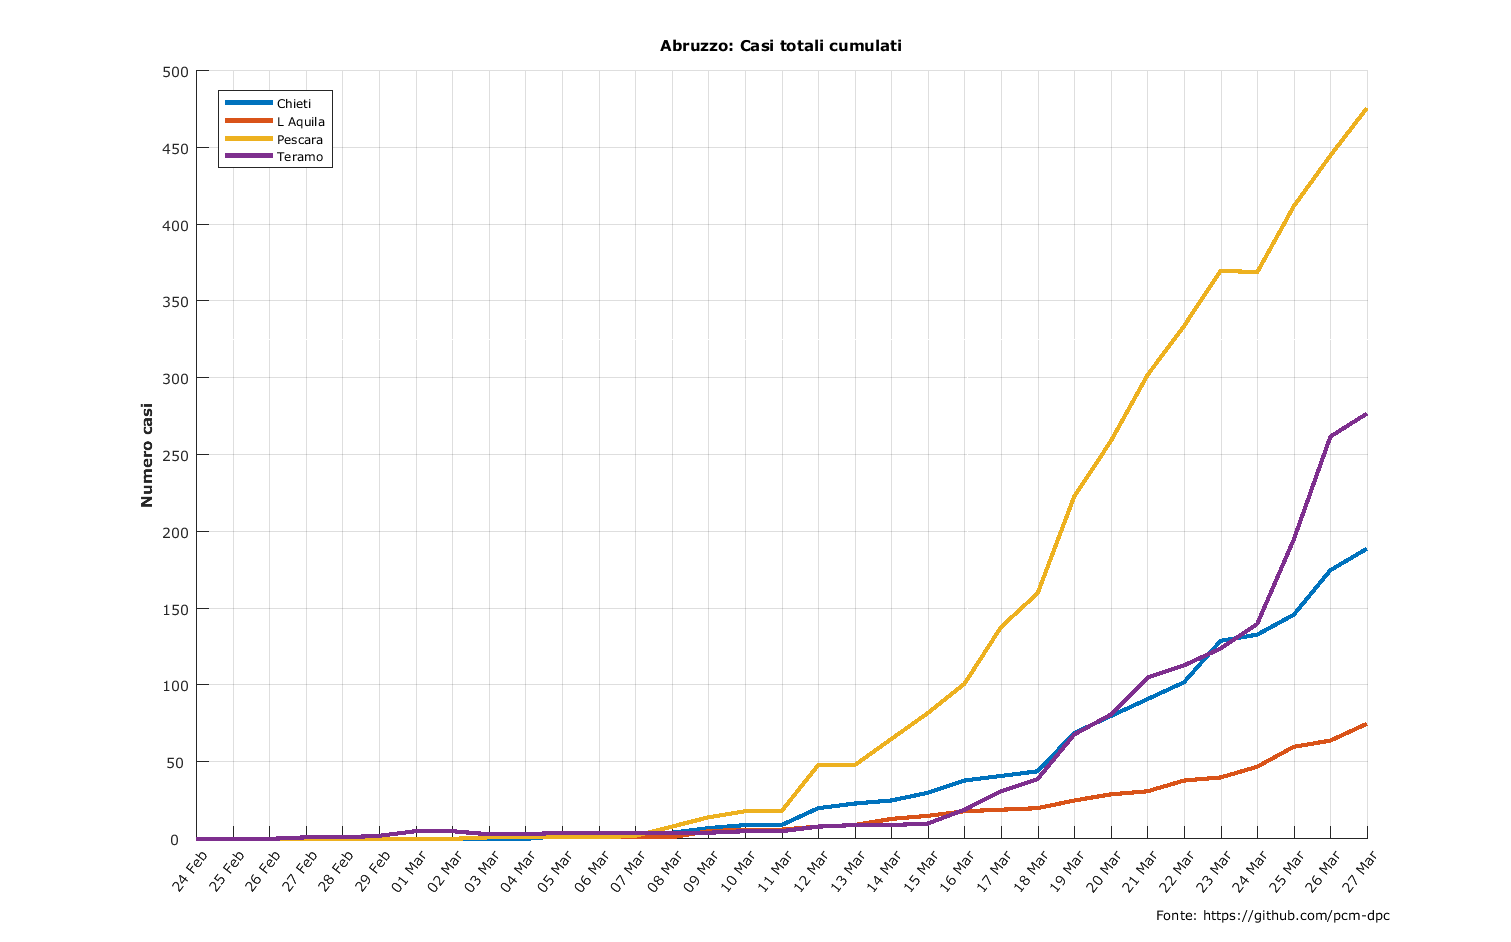 Abruzzo: Casi totali cumulati
Chieti
L Aquila
Pescara
Teramo
Numero casi
500
450
400
350
300
250
200
150
100
50
0
24 Feb
25 Feb
26 Feb
27 Feb
28 Feb
29 Feb
01 Mar
02 Mar
03 Mar
04 Mar
05 Mar
06 Mar
07 Mar
08 Mar
09 Mar
10 Mar
11 Mar
12 Mar
13 Mar
14 Mar
15 Mar
16 Mar
17 Mar
18 Mar
19 Mar
20 Mar
21 Mar
22 Mar
23 Mar
24 Mar
25 Mar
26 Mar
27 Mar
Fonte: https://github.com/pcm-dpc